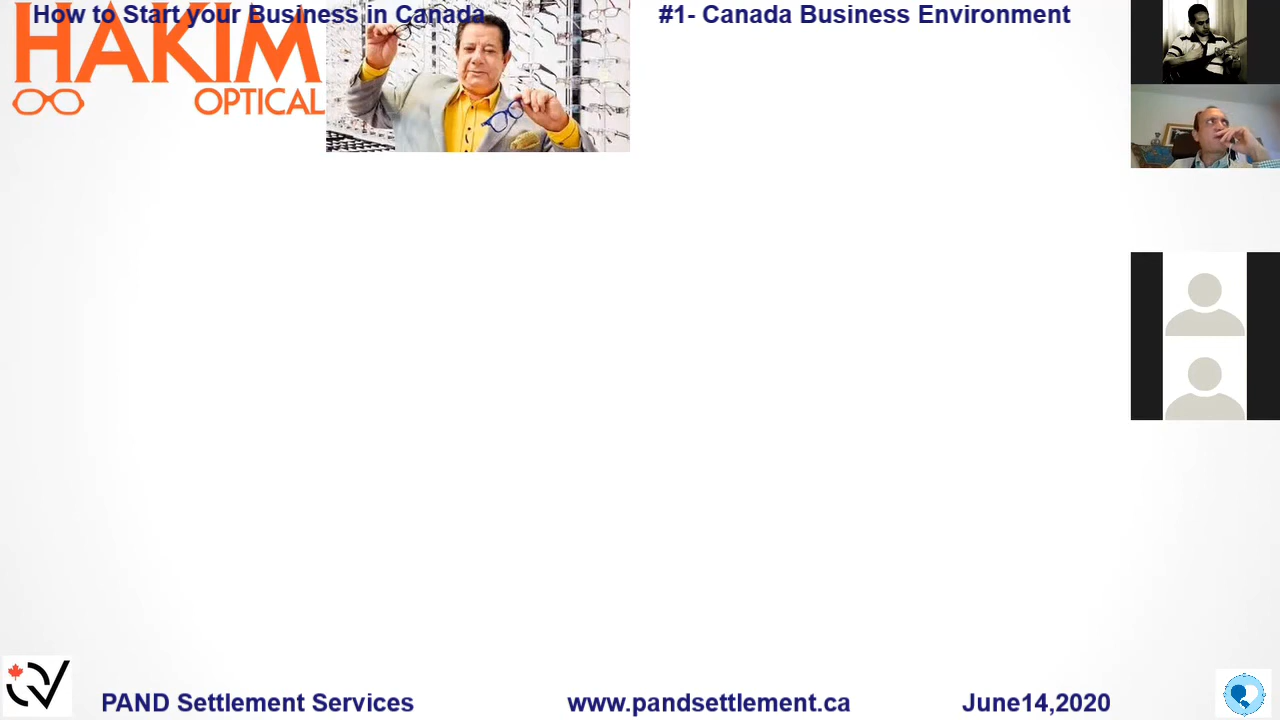 How to Start your Business in Canada
#1- Canada Business Environment
HAKIM
OPTICAL
PAND Settlement Services
www.pandsettlement.ca
June14,2020